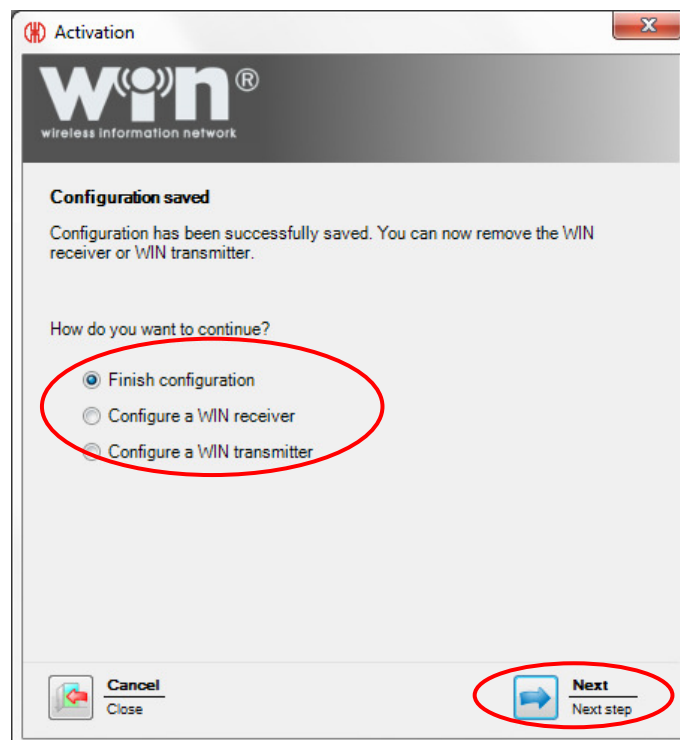 Activation
WIN®
wireless information network
Configuration saved
Configuration has been successfully saved. You can now remove the WIN
receiver or WIN transmitter.
How do you want to continue?
Finish configuration
Configure a WIN receiver
Configure a WIN transmitter
Cancel
Close
Next
Next step